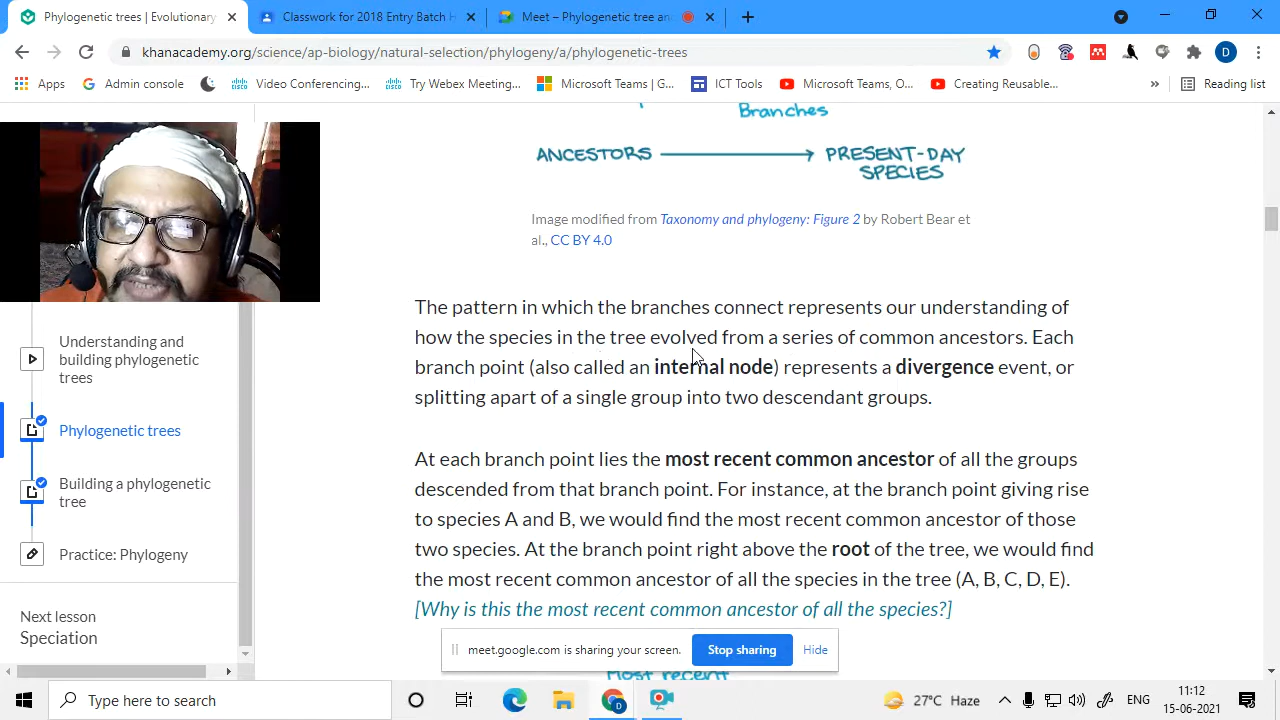 Phylogenetic trees | Evolutionary
Classwork for 2018 Entry Batch H
Meet – Phylogenetic tree an
khanacademy.org/science/ap-biology/natural-selection/phylogeny/a/phylogenetic-trees
D
Apps
Admin console
Video Conferencing...
Try Webex Meeting...
Microsoft Teams | G...
ICT Tools
Microsoft Teams, O...
Creating Reusable...
»
Reading list
Branches
ANCESTORS
PRESENT-DAY
SPECIES
Image modified from Taxonomy and phylogeny: Figure 2 by Robert Bear et
al., CC BY 4.0
The pattern in which the branches connect represents our understanding of
how the species in the tree evolved from a series of common ancestors. Each
branch point (also called an internal node) represents a divergence event, or
splitting apart of a single group into two descendant groups.
At each branch point lies the most recent common ancestor of all the groups
descended from that branch point. For instance, at the branch point giving rise
to species A and B, we would find the most recent common ancestor of those
two species. At the branch point right above the root of the tree, we would find
the most recent common ancestor of all the species in the tree (A, B, C, D, E).
[Why is this the most recent common ancestor of all the species?]
Most recent
Understanding and
building phylogenetic
trees
Phylogenetic trees
Building a phylogenetic
tree
Practice: Phylogeny
Next lesson
Speciation
meet.google.com is sharing your screen.
Stop sharing
Hide
Type here to search
27°C Haze
ENG
11:12
15-06-2021